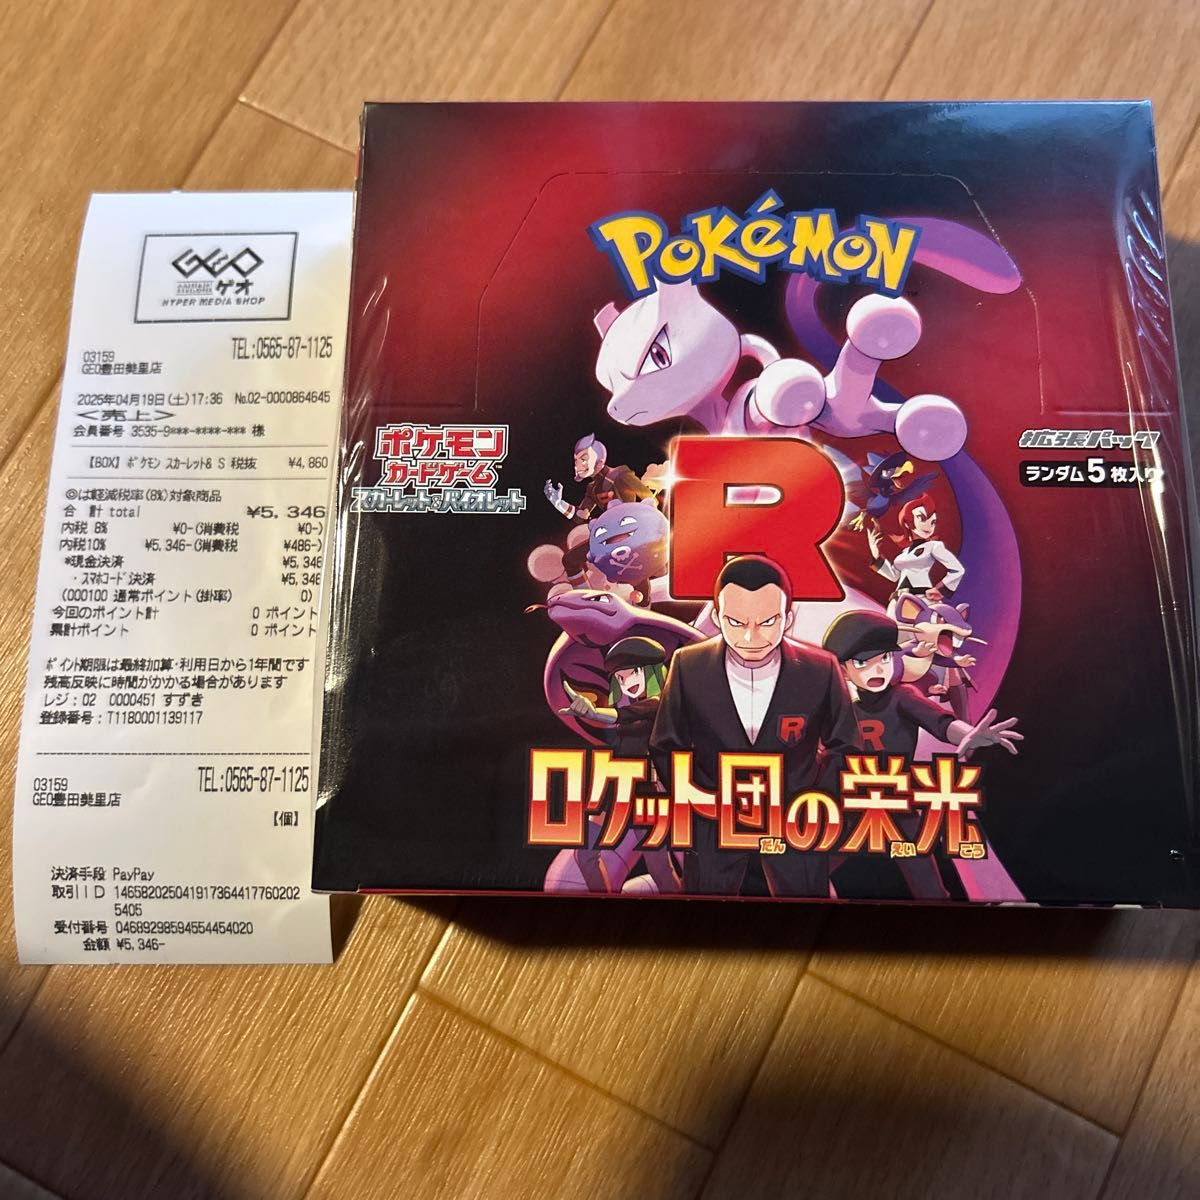 GEO
ゲオ
HYPER MEDIA SHOP
03159 TEL:0565-87-1125
GEO豊田美里店
2025年04月19日(土)17:36 No.02-0000864645
＜売上＞
会員番号 3535-9***-****-*** 様
【BOX】ポケモン スカーレット& S 税抜 ¥4,860
◎は軽減税率(8%)対象商品
合 計 total ¥5,346
内税 8% ¥0-(消費税 ¥0-)
内税10% ¥5,346-(消費税 ¥486-)
*現金決済 ¥5,346
・スマホコード決済 ¥5,346
(000100 通常ポイント(掛率) 0)
今回のポイント計 0 ポイント
累計ポイント 0 ポイント
ポイント期限は最終加算・利用日から1年間です
残高反映に時間がかかる場合があります
レジ:02 0000451 すずき
登録番号:T1180001139117
03159 TEL:0565-87-1125
GEO豊田美里店
【個】
決済手段 PayPay
取引ID 146582025041917364417760202
5405
受付番号 04689298594554454020
金額 ¥5,346-
POKéMON
ポケモン
カードゲーム
スカーレット&バイオレット
拡張パック
ランダム5枚入り
R
R
R
ロケット団の栄光
だん えい こう